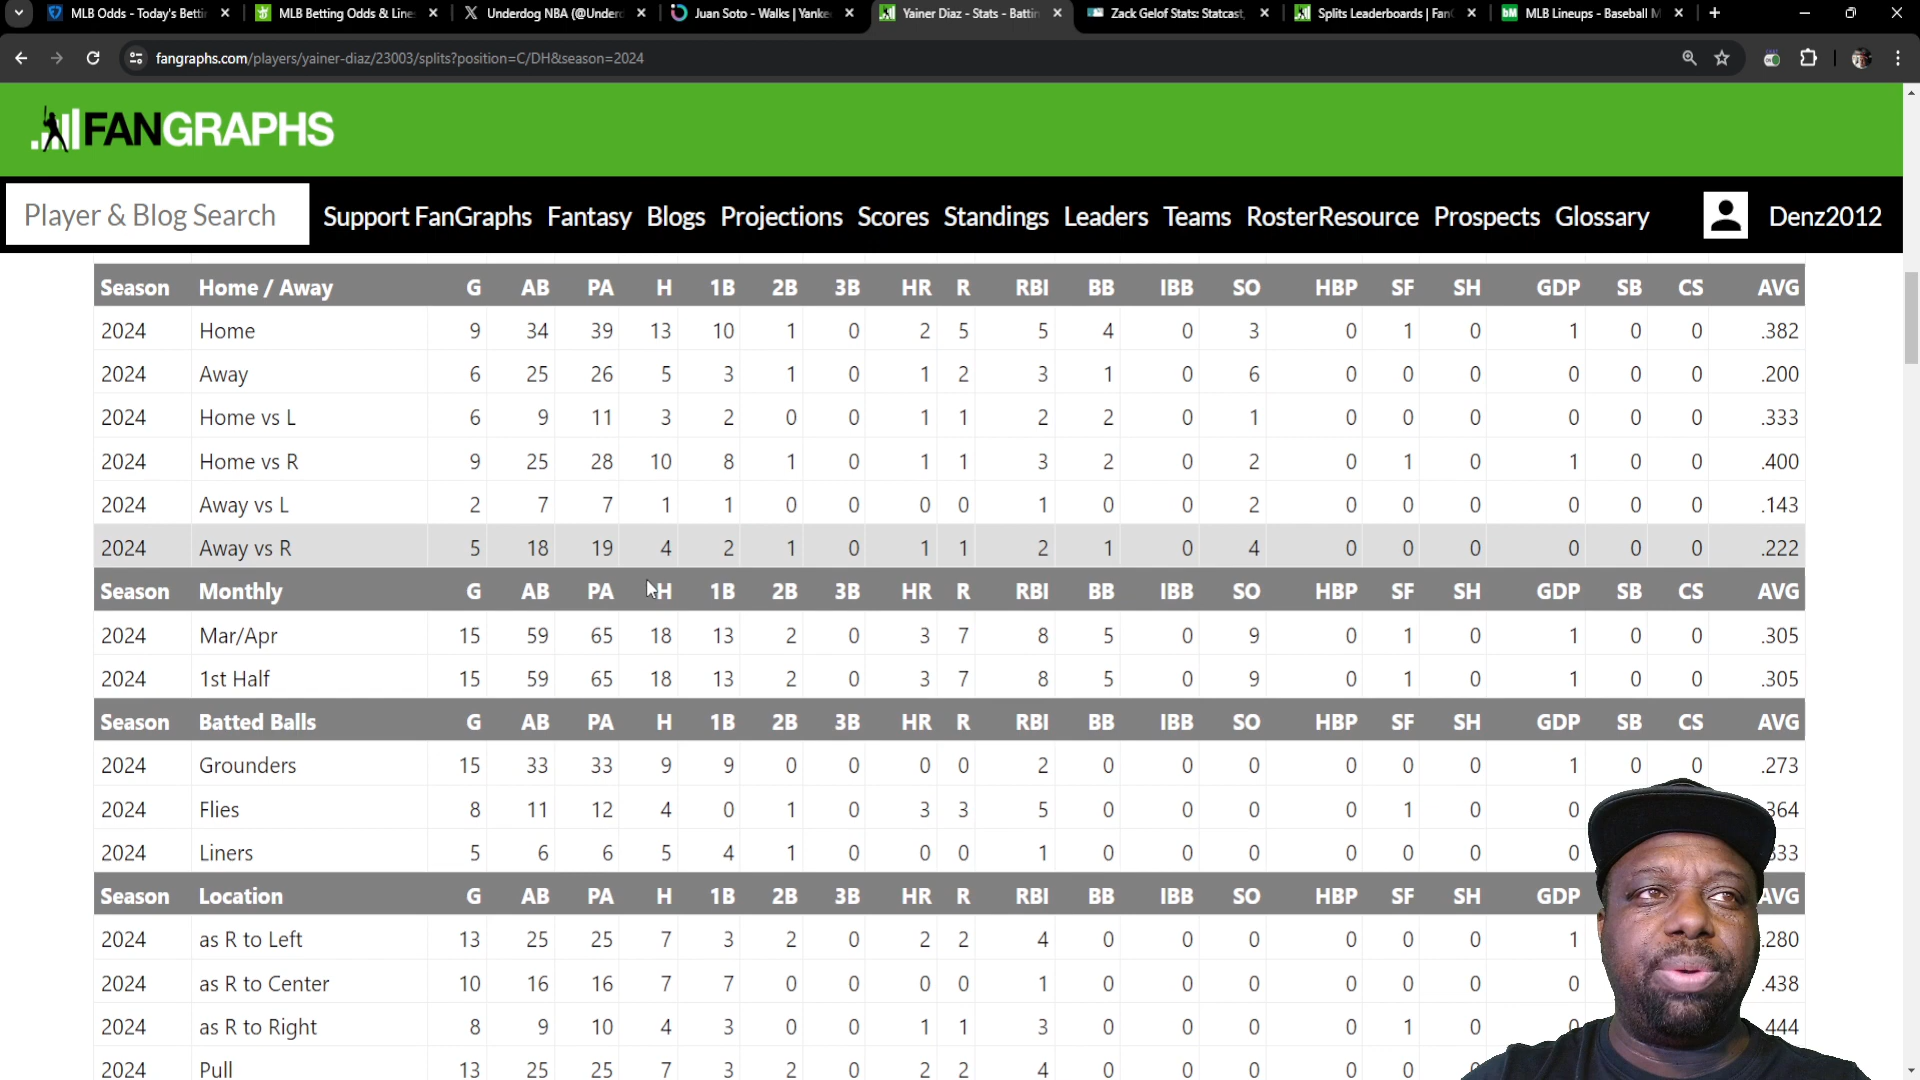 MLB Odds - Today's Betti
MLB Betting Odds & Line
Underdog NBA (@Under
Juan Soto - Walks | Yanke
Yainer Diaz - Stats - Battin
Zack Gelof Stats: Statcast,
Splits Leaderboards | Fan
bM MLB Lineups - Baseball M
fangraphs.com/players/yainer-diaz/23003/splits?position=C/DH&season=2024
FANGRAPHS
Player & Blog Search Support FanGraphs Fantasy Blogs Projections Scores Standings Leaders Teams RosterResource Prospects Glossary Denz2012
Season Home / Away G AB PA H 1B 2B 3B HR R RBI BB IBB SO HBP SF SH GDP SB CS AVG
2024 Home 9 34 39 13 10 1 0 2 5 5 4 0 3 0 1 0 1 0 0 .382
2024 Away 6 25 26 5 3 1 0 1 2 3 1 0 6 0 0 0 0 0 0 .200
2024 Home vs L 6 9 11 3 2 0 0 1 1 2 2 0 1 0 0 0 0 0 0 .333
2024 Home vs R 9 25 28 10 8 1 0 1 1 3 2 0 2 0 1 0 1 0 0 .400
2024 Away vs L 2 7 7 1 1 0 0 0 0 1 0 0 2 0 0 0 0 0 0 .143
2024 Away vs R 5 18 19 4 2 1 0 1 1 2 1 0 4 0 0 0 0 0 0 .222
Season Monthly G AB PA H 1B 2B 3B HR R RBI BB IBB SO HBP SF SH GDP SB CS AVG
2024 Mar/Apr 15 59 65 18 13 2 0 3 7 8 5 0 9 0 1 0 1 0 0 .305
2024 1st Half 15 59 65 18 13 2 0 3 7 8 5 0 9 0 1 0 1 0 0 .305
Season Batted Balls G AB PA H 1B 2B 3B HR R RBI BB IBB SO HBP SF SH GDP SB CS AVG
2024 Grounders 15 33 33 9 9 0 0 0 0 2 0 0 0 0 0 0 1 0 0 .273
2024 Flies 8 11 12 4 0 1 0 3 3 5 0 0 0 0 1 0 0 364
2024 Liners 5 6 6 5 4 1 0 0 0 1 0 0 0 0 0 0 0 33
Season Location G AB PA H 1B 2B 3B HR R RBI BB IBB SO HBP SF SH GDP AVG
2024 as R to Left 13 25 25 7 3 2 0 2 2 4 0 0 0 0 0 0 1 .280
2024 as R to Center 10 16 16 7 7 0 0 0 0 1 0 0 0 0 0 0 0 .438
2024 as R to Right 8 9 10 4 3 0 0 1 1 3 0 0 0 0 1 0 0 444
2024 Pull 13 25 25 7 3 2 0 2 2 4 0 0 0 0 0 0